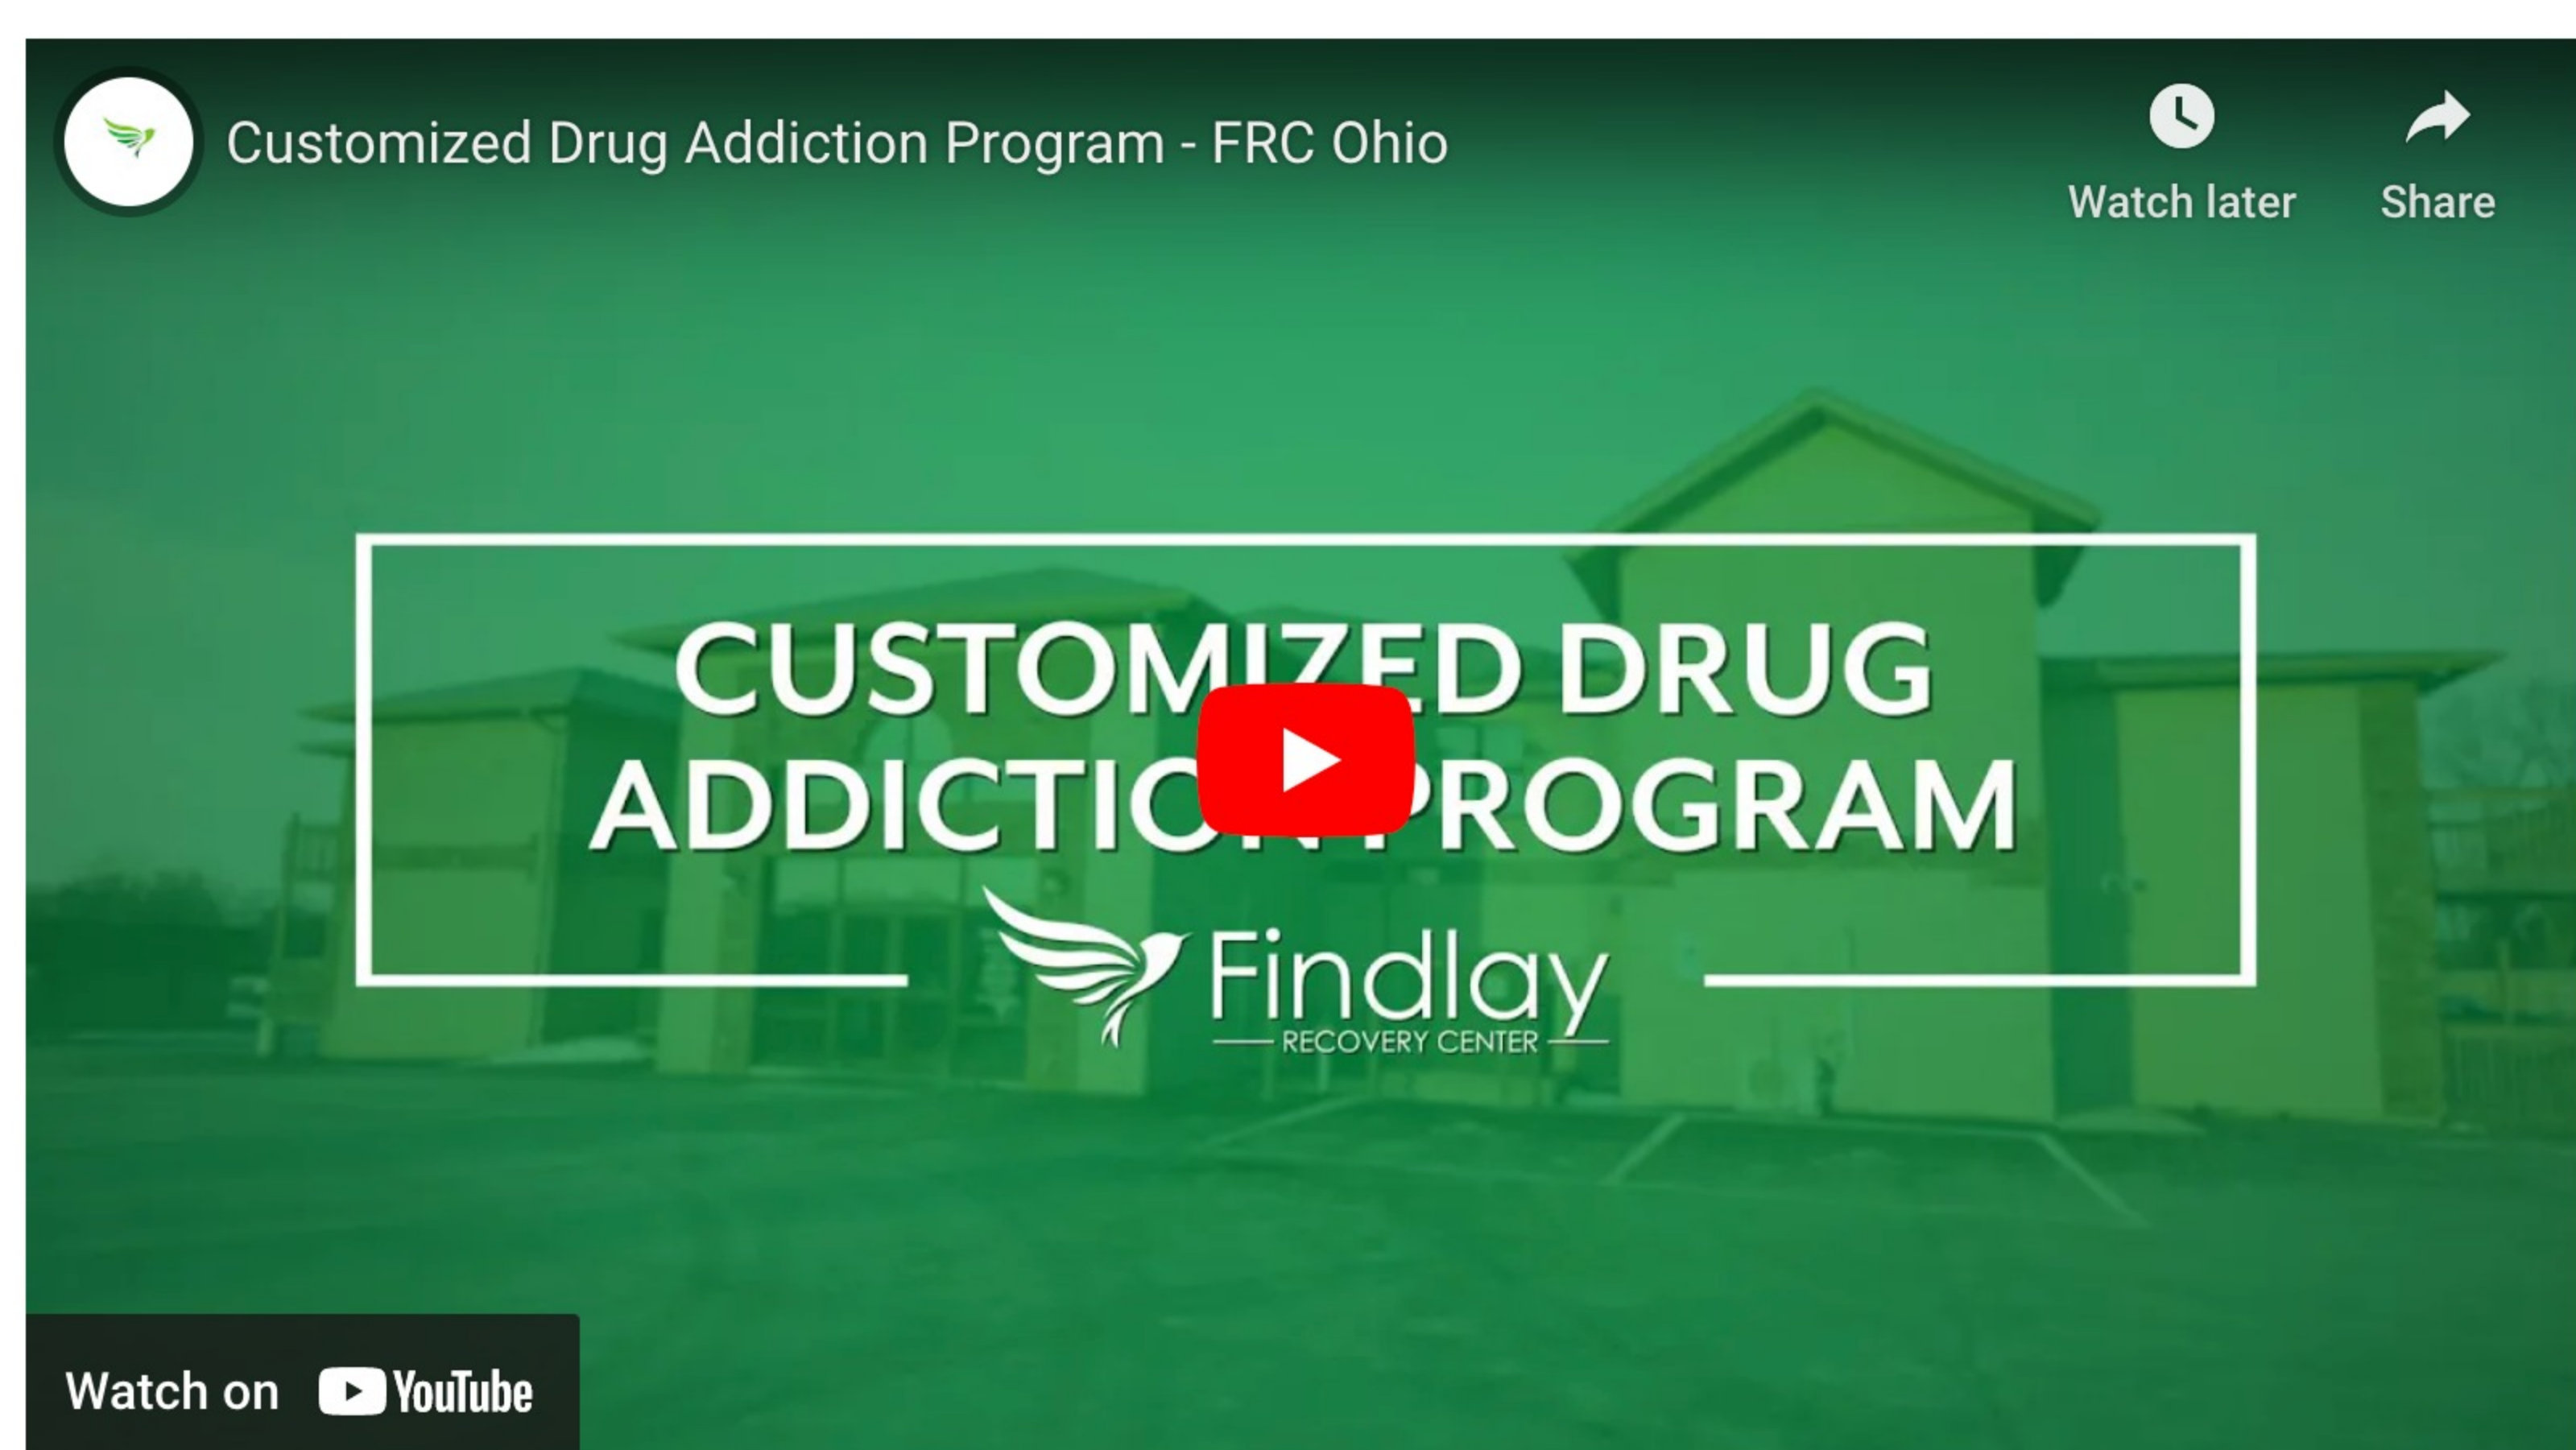 Customized Drug Addiction Program - FRC Ohio
Watch later
Share
CUSTOMIZED DRUG
ADDICTION PROGRAM
Findlay
RECOVERY CENTER
Watch on YouTube